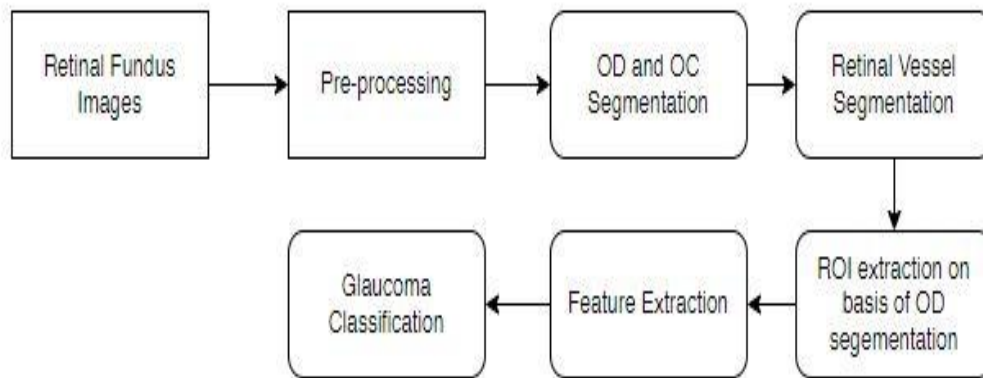 Retinal Fundus
Images
Pre-processing
OD and OC
Segmentation
Retinal Vessel
Segmentation
ROI extraction on
basis of OD
segementation
Feature Extraction
Glaucoma
Classification